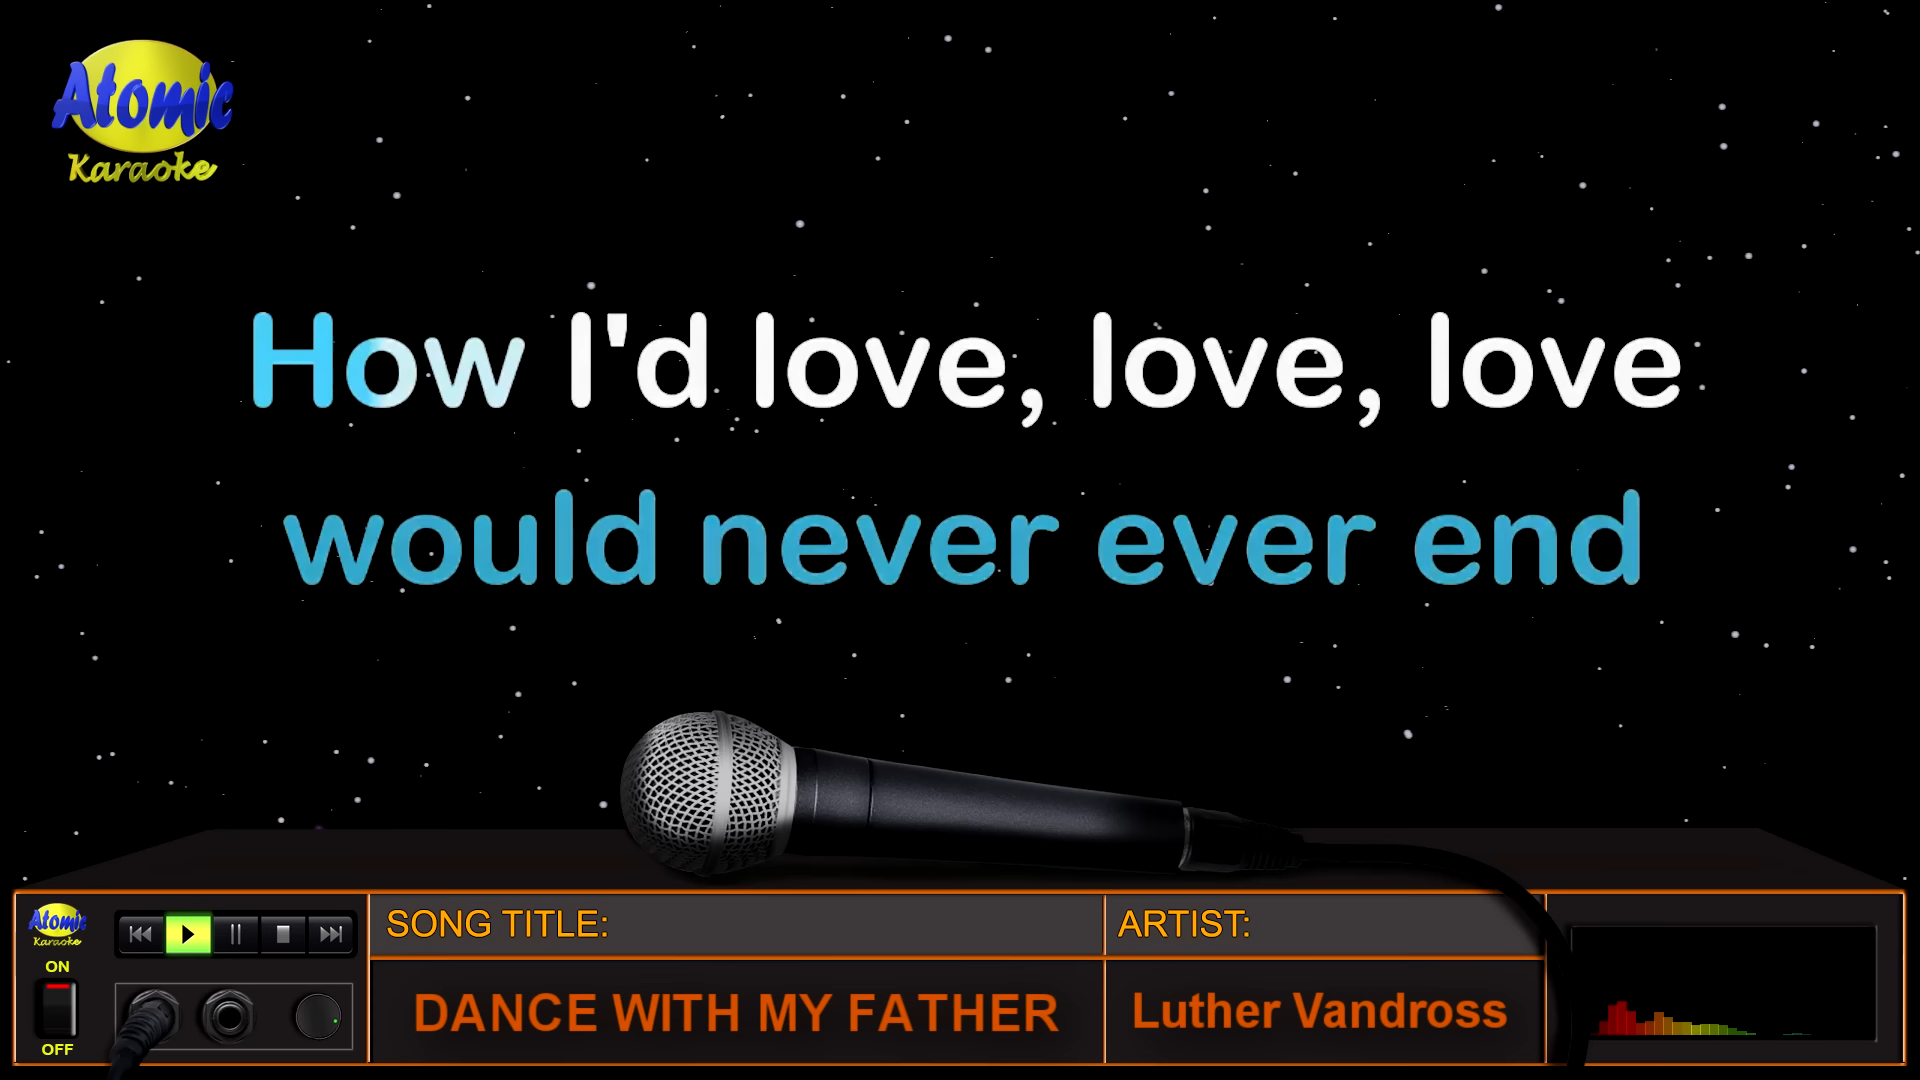 Atomic
Karaoke
How I'd love, love, love
would never ever end
Atomic
Karaoke
ON
OFF
SONG TITLE:
DANCE WITH MY FATHER
ARTIST:
Luther Vandross